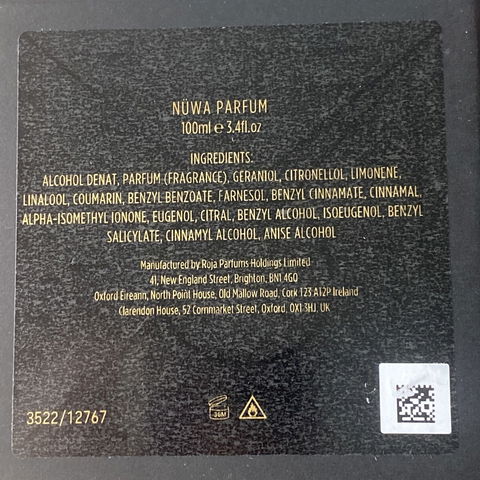 NÜWA PARFUM
100ml e 3.4fl.oz
INGREDIENTS:
ALCOHOL DENAT, PARFUM (FRAGRANCE), GERANIOL, CITRONELLOL, LIMONENE,
LINALOOL, COUMARIN, BENZYL BENZOATE, FARNESOL, BENZYL CINNAMATE, CINNAMAL,
ALPHA-ISOMETHYL IONONE, EUGENOL, CITRAL, BENZYL ALCOHOL, ISOEUGENOL, BENZYL
SALICYLATE, CINNAMYL ALCOHOL, ANISE ALCOHOL
Manufactured by Roja Parfums Holdings Limited
41, New England Street, Brighton, BN1 4GQ
Oxford Eireann, North Point House, Old Mallow Road, Cork T23 AT2P Ireland
Clarendon House, 52 Cornmarket Street, Oxford, OX1 3HJ, UK
36M
3522/12767